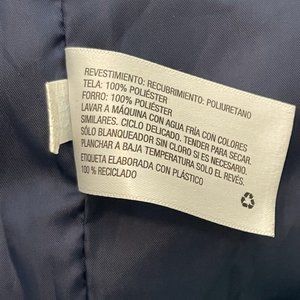 REVESTIMIENTO: RECUBRIMIENTO: POLIURETANO
TELA: 100% POLIÉSTER
FORRO: 100% POLIÉSTER
LAVAR A MÁQUINA CON AGUA FRÍA CON COLORES
SIMILARES. CICLO DELICADO. TENDER PARA SECAR.
SÓLO BLANQUEADOR SIN CLORO SI ES NECESARIO.
PLANCHAR A BAJA TEMPERATURA SOLO EL REVÉS.
ETIQUETA ELABORADA CON PLÁSTICO
100 % RECICLADO